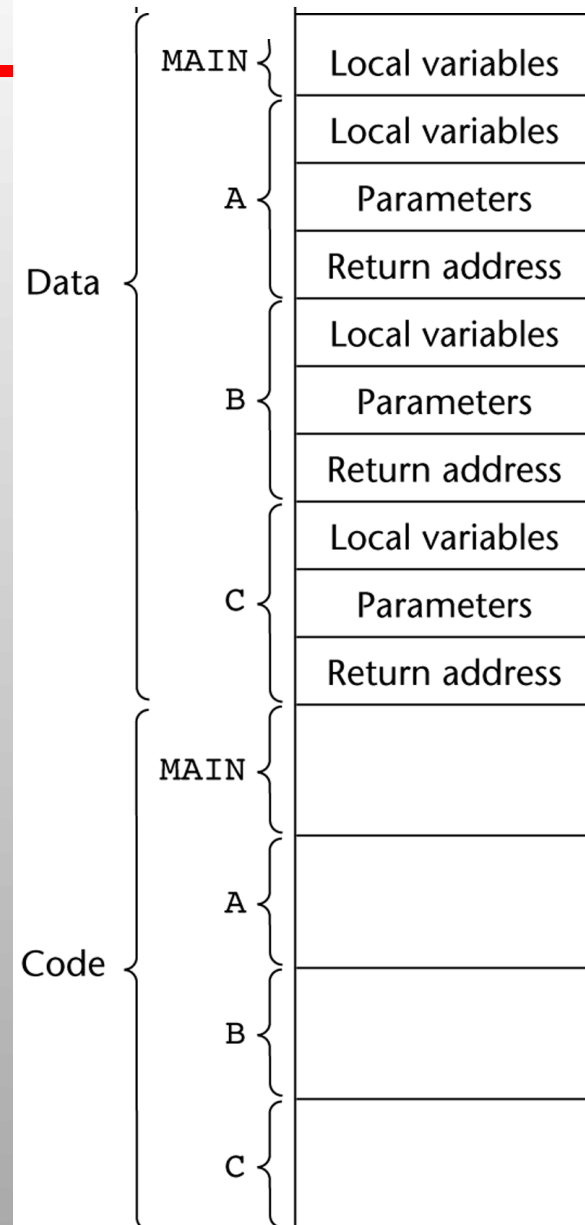 MAIN
Local variables
Local variables
A
Parameters
Return address
Data
Local variables
B
Parameters
Return address
Local variables
C
Parameters
Return address
MAIN
A
Code
B
C